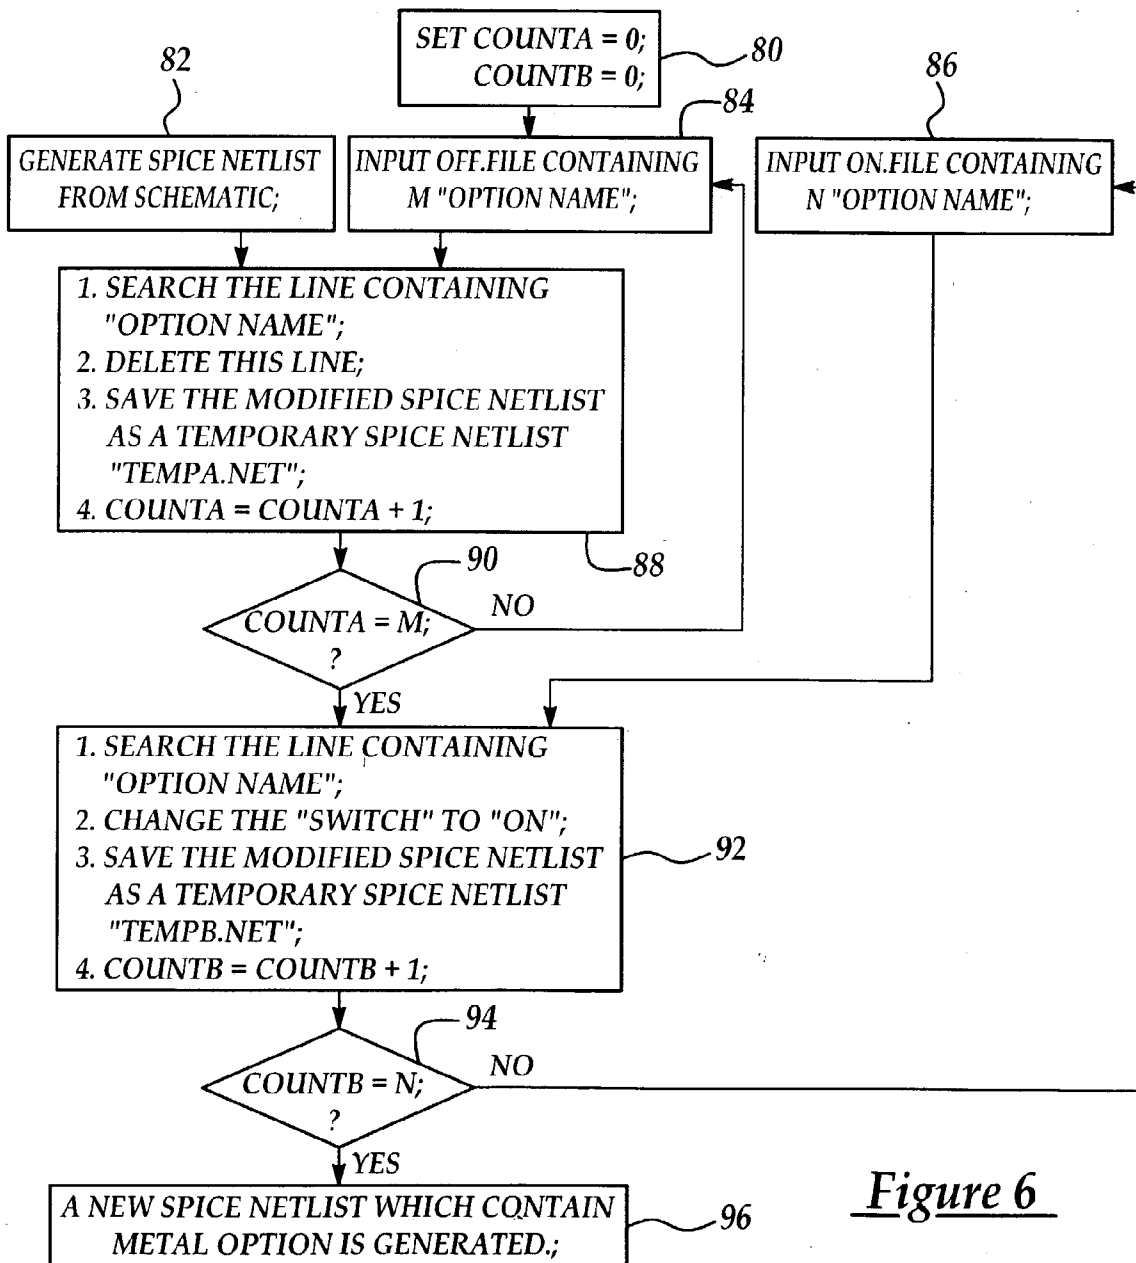 SET COUNTA = 0;
COUNTB = 0;
80
82
84
86
GENERATE SPICE NETLIST
FROM SCHEMATIC;
INPUT OFF.FILE CONTAINING
M "OPTION NAME";
INPUT ON.FILE CONTAINING
N "OPTION NAME";
1. SEARCH THE LINE CONTAINING
"OPTION NAME";
2. DELETE THIS LINE;
3. SAVE THE MODIFIED SPICE NETLIST
AS A TEMPORARY SPICE NETLIST
"TEMPA.NET";
4. COUNTA = COUNTA + 1;
88
90
COUNTA = M;
?
NO
YES
1. SEARCH THE LINE CONTAINING
"OPTION NAME";
2. CHANGE THE "SWITCH" TO "ON";
3. SAVE THE MODIFIED SPICE NETLIST
AS A TEMPORARY SPICE NETLIST
"TEMPB.NET";
4. COUNTB = COUNTB + 1;
92
94
COUNTB = N;
?
NO
YES
A NEW SPICE NETLIST WHICH CONTAIN
METAL OPTION IS GENERATED.;
96
Figure 6